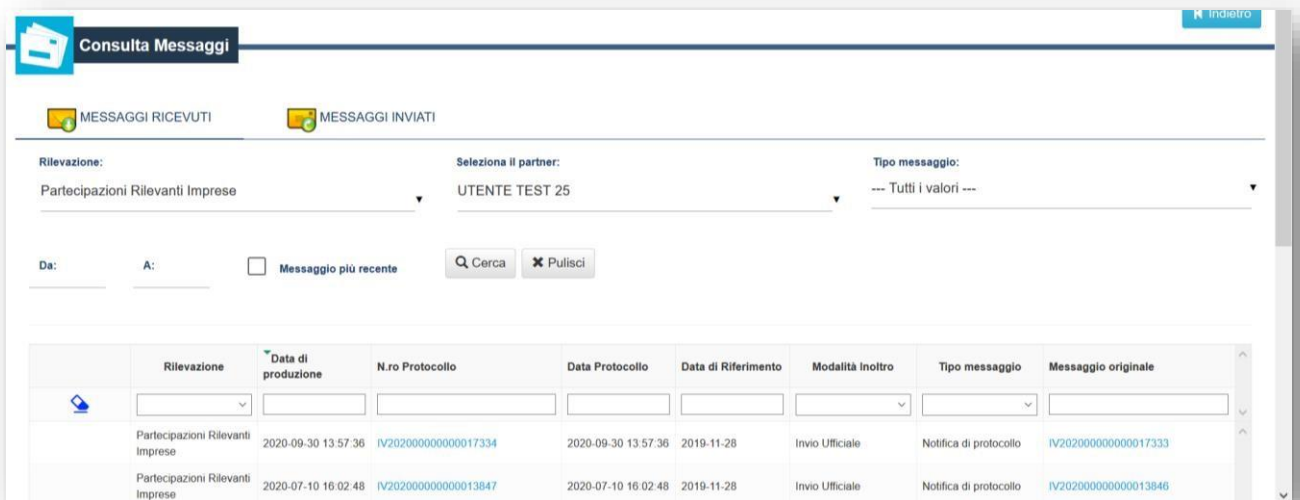 Indietro
Consulta Messaggi
MESSAGGI RICEVUTI MESSAGGI INVIATI
Rilevazione: Seleziona il partner: Tipo messaggio:
Partecipazioni Rilevanti Imprese UTENTE TEST 25 --- Tutti i valori ---
Da: A: Messaggio più recente Cerca Pulisci
Rilevazione Data di produzione N.ro Protocollo Data Protocollo Data di Riferimento Modalità Inoltro Tipo messaggio Messaggio originale
Partecipazioni Rilevanti
Imprese 2020-09-30 13:57:36 IV202000000000017334 2020-09-30 13:57:36 2019-11-28 Invio Ufficiale Notifica di protocollo IV202000000000017333
Partecipazioni Rilevanti
Imprese 2020-07-10 16:02:48 IV202000000000013847 2020-07-10 16:02:48 2019-11-28 Invio Ufficiale Notifica di protocollo IV202000000000013846